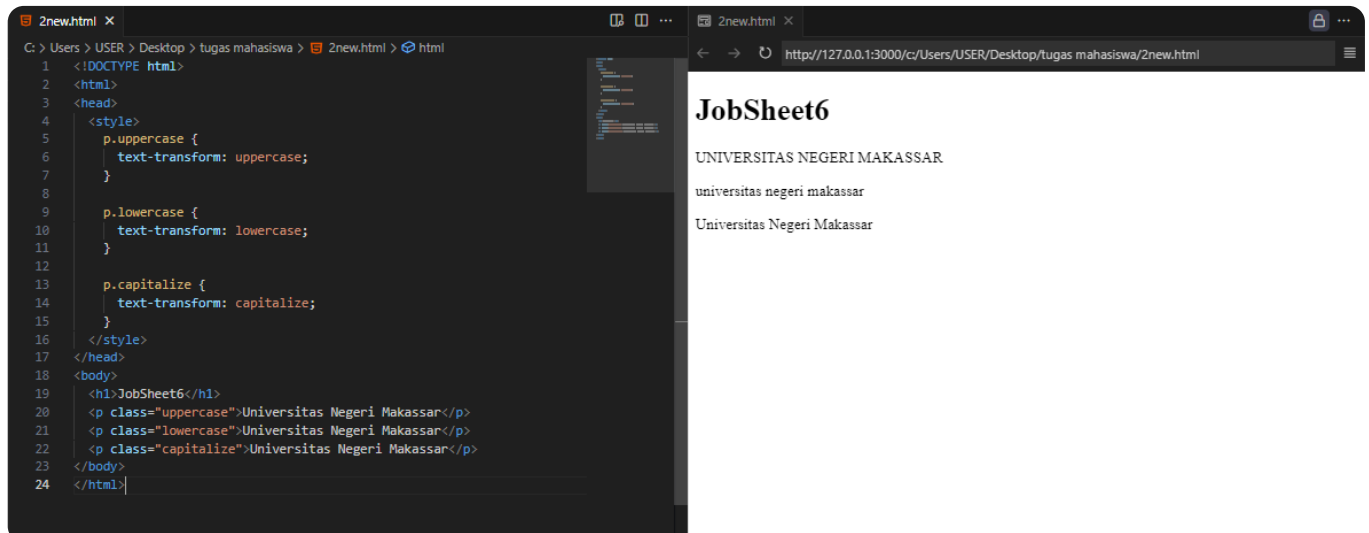 2new.html
C: > Users > USER > Desktop > tugas mahasiswa > 2new.html > html
1 <!DOCTYPE html>
2 <html>
3 <head>
4 <style>
5 p.uppercase {
6 text-transform: uppercase;
7 }
8
9 p.lowercase {
10 text-transform: lowercase;
11 }
12
13 p.capitalize {
14 text-transform: capitalize;
15 }
16 </style>
17 </head>
18 <body>
19 <h1>JobSheet6</h1>
20 <p class="uppercase">Universitas Negeri Makassar</p>
21 <p class="lowercase">Universitas Negeri Makassar</p>
22 <p class="capitalize">Universitas Negeri Makassar</p>
23 </body>
24 </html>
2new.html
http://127.0.0.1:3000/c:/Users/USER/Desktop/tugas mahasiswa/2new.html
JobSheet6
UNIVERSITAS NEGERI MAKASSAR
universitas negeri makassar
Universitas Negeri Makassar